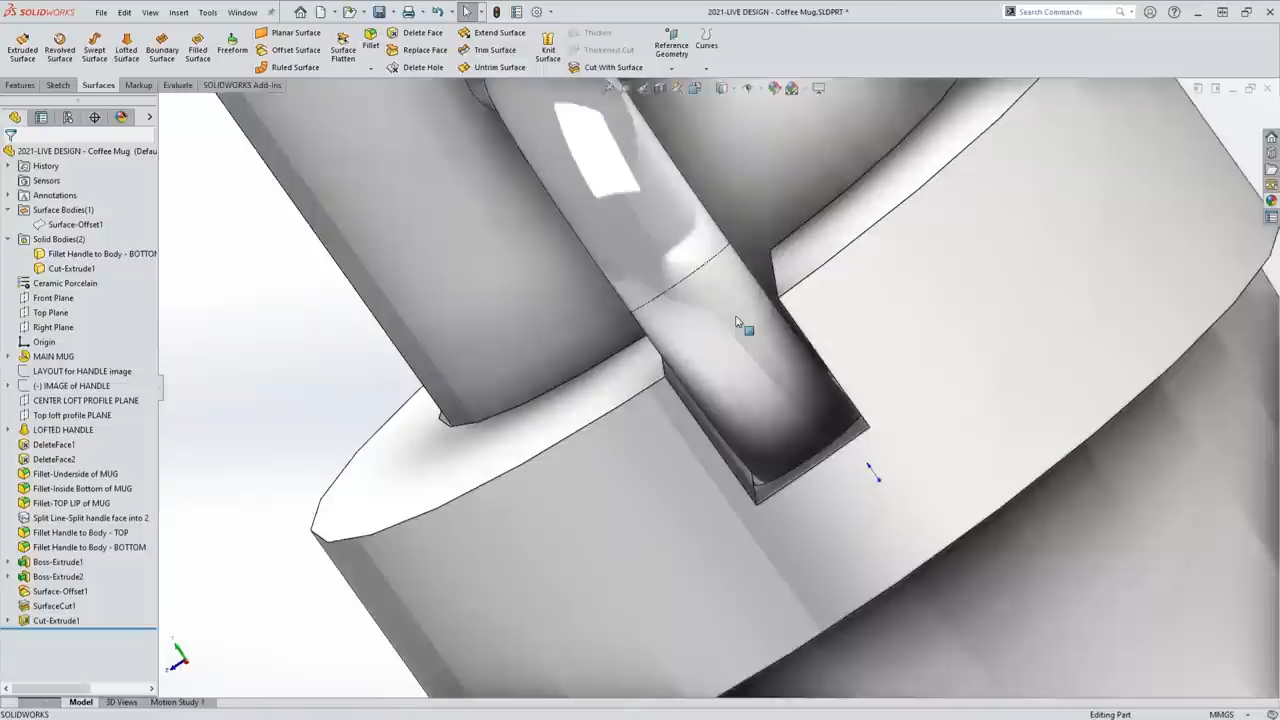 SOLIDWORKS File Edit View Insert Tools Window 2021-LIVE DESIGN - Coffee Mug.SLDPRT * Search Commands
Extruded Surface Revolved Surface Swept Surface Lofted Surface Boundary Surface Filled Surface Freeform
Planar Surface
Offset Surface
Ruled Surface
Surface Flatten
Fillet
Delete Face
Replace Face
Delete Hole
Extend Surface
Trim Surface
Untrim Surface
Knit Surface
Thicken
Thickened Cut
Cut With Surface
Reference Geometry
Curves
Features Sketch Surfaces Markup Evaluate SOLIDWORKS Add-Ins
2021-LIVE DESIGN - Coffee Mug (Defau
History
Sensors
Annotations
Surface Bodies(1)
Surface-Offset1
Solid Bodies(2)
Fillet Handle to Body - BOTTON
Cut-Extrude1
Ceramic Porcelain
Front Plane
Top Plane
Right Plane
Origin
MAIN MUG
LAYOUT for HANDLE image
(-) IMAGE of HANDLE
CENTER LOFT PROFILE PLANE
Top loft profile PLANE
LOFTED HANDLE
DeleteFace1
DeleteFace2
Fillet-Underside of MUG
Fillet-Inside Bottom of MUG
Fillet-TOP LIP of MUG
Split Line-Split handle face into 2
Fillet Handle to Body - TOP
Fillet Handle to Body - BOTTOM
Boss-Extrude1
Boss-Extrude2
Surface-Offset1
SurfaceCut1
Cut-Extrude1
Model 3D Views Motion Study 1
SOLIDWORKS Editing Part MMGS